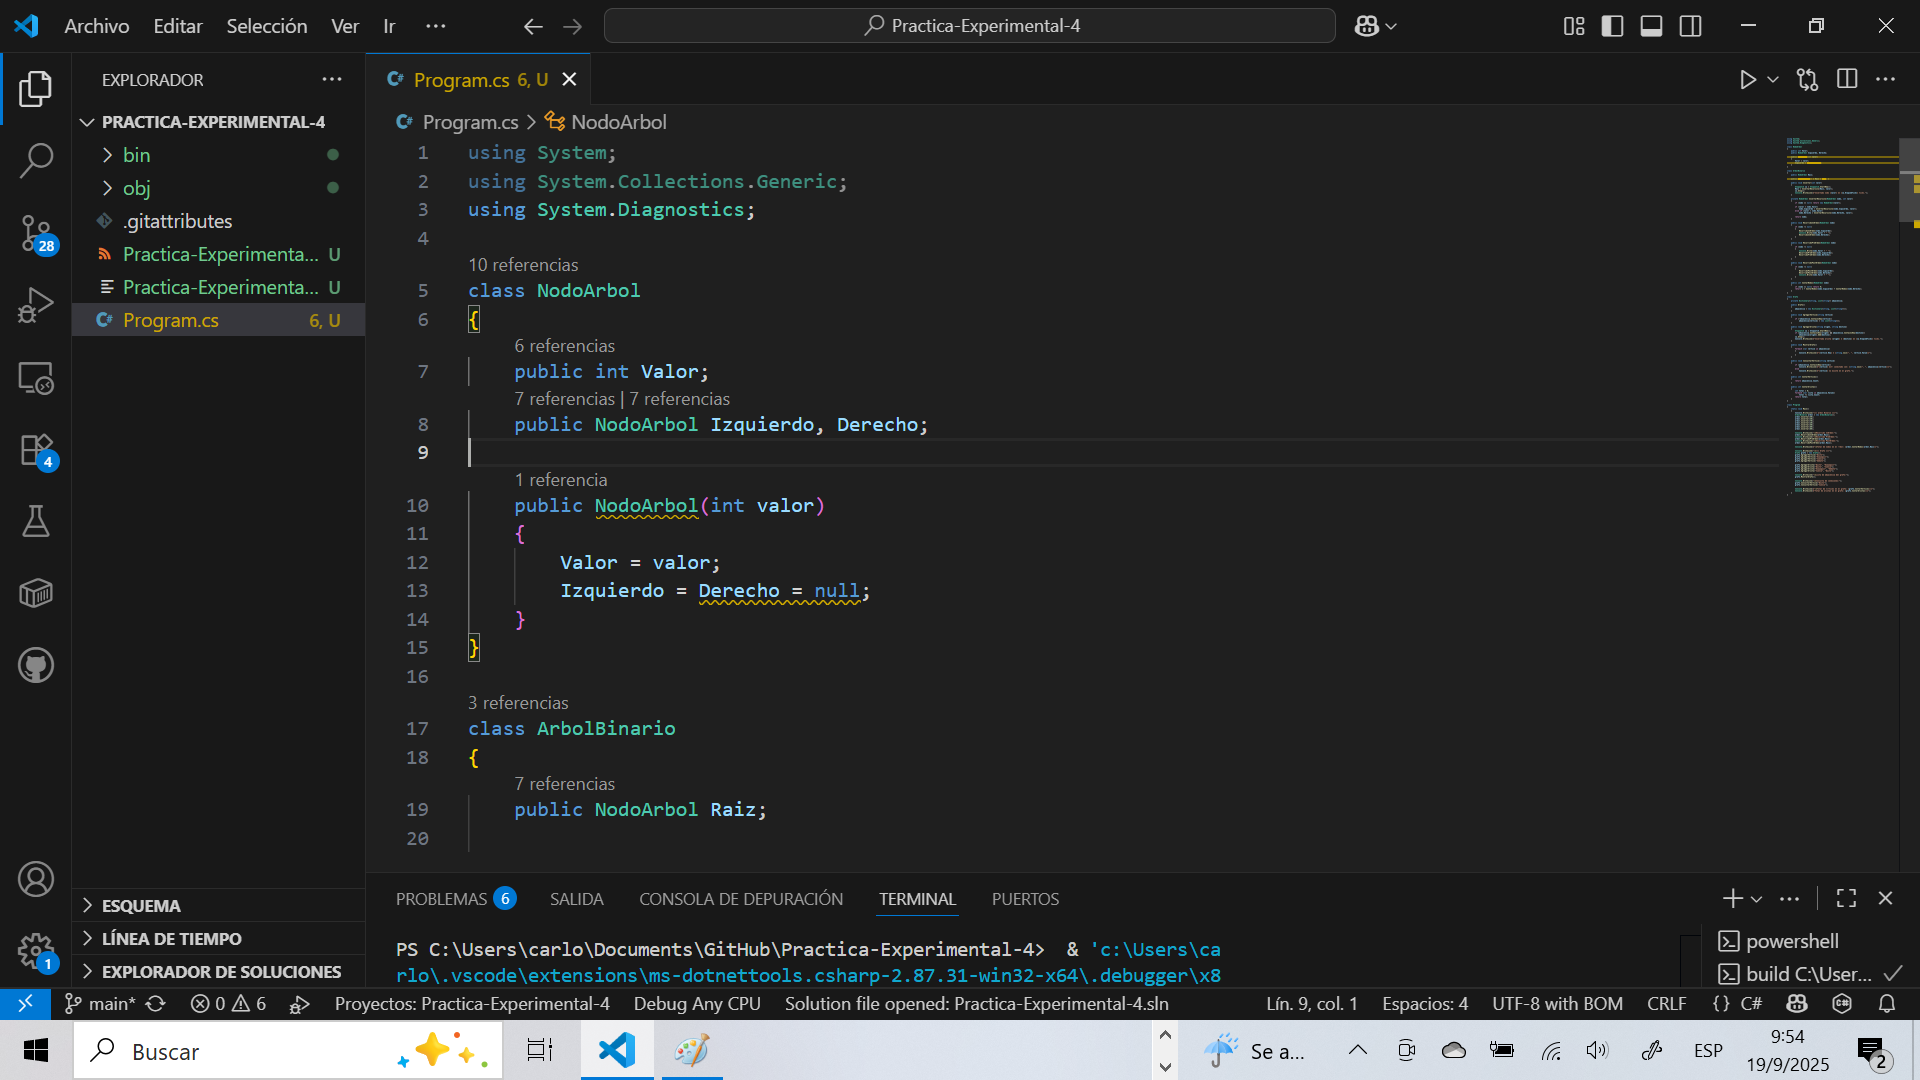 Archivo Editar Selección Ver Ir ··· Practica-Experimental-4
EXPLORADOR
PRACTICA-EXPERIMENTAL-4
bin
obj
.gitattributes
Practica-Experimenta... U
Practica-Experimenta... U
Program.cs 6, U
28
4
1
ESQUEMA
LÍNEA DE TIEMPO
EXPLORADOR DE SOLUCIONES
Program.cs 6, U
Program.cs > NodoArbol
1 using System;
2 using System.Collections.Generic;
3 using System.Diagnostics;
4
10 referencias
5 class NodoArbol
6 {
6 referencias
7 public int Valor;
7 referencias | 7 referencias
8 public NodoArbol Izquierdo, Derecho;
9
1 referencia
10 public NodoArbol(int valor)
11 {
12 Valor = valor;
13 Izquierdo = Derecho = null;
14 }
15 }
16
3 referencias
17 class ArbolBinario
18 {
7 referencias
19 public NodoArbol Raiz;
20
PROBLEMAS 6 SALIDA CONSOLA DE DEPURACIÓN TERMINAL PUERTOS
PS C:\Users\carlo\Documents\GitHub\Practica-Experimental-4> & 'c:\Users\ca
rlo\.vscode\extensions\ms-dotnettools.csharp-2.87.31-win32-x64\.debugger\x8
powershell
build C:\User...
main* 0 6 Proyectos: Practica-Experimental-4 Debug Any CPU Solution file opened: Practica-Experimental-4.sln Lín. 9, col. 1 Espacios: 4 UTF-8 with BOM CRLF {} C#
Buscar Se a... ESP 9:54
19/9/2025 2